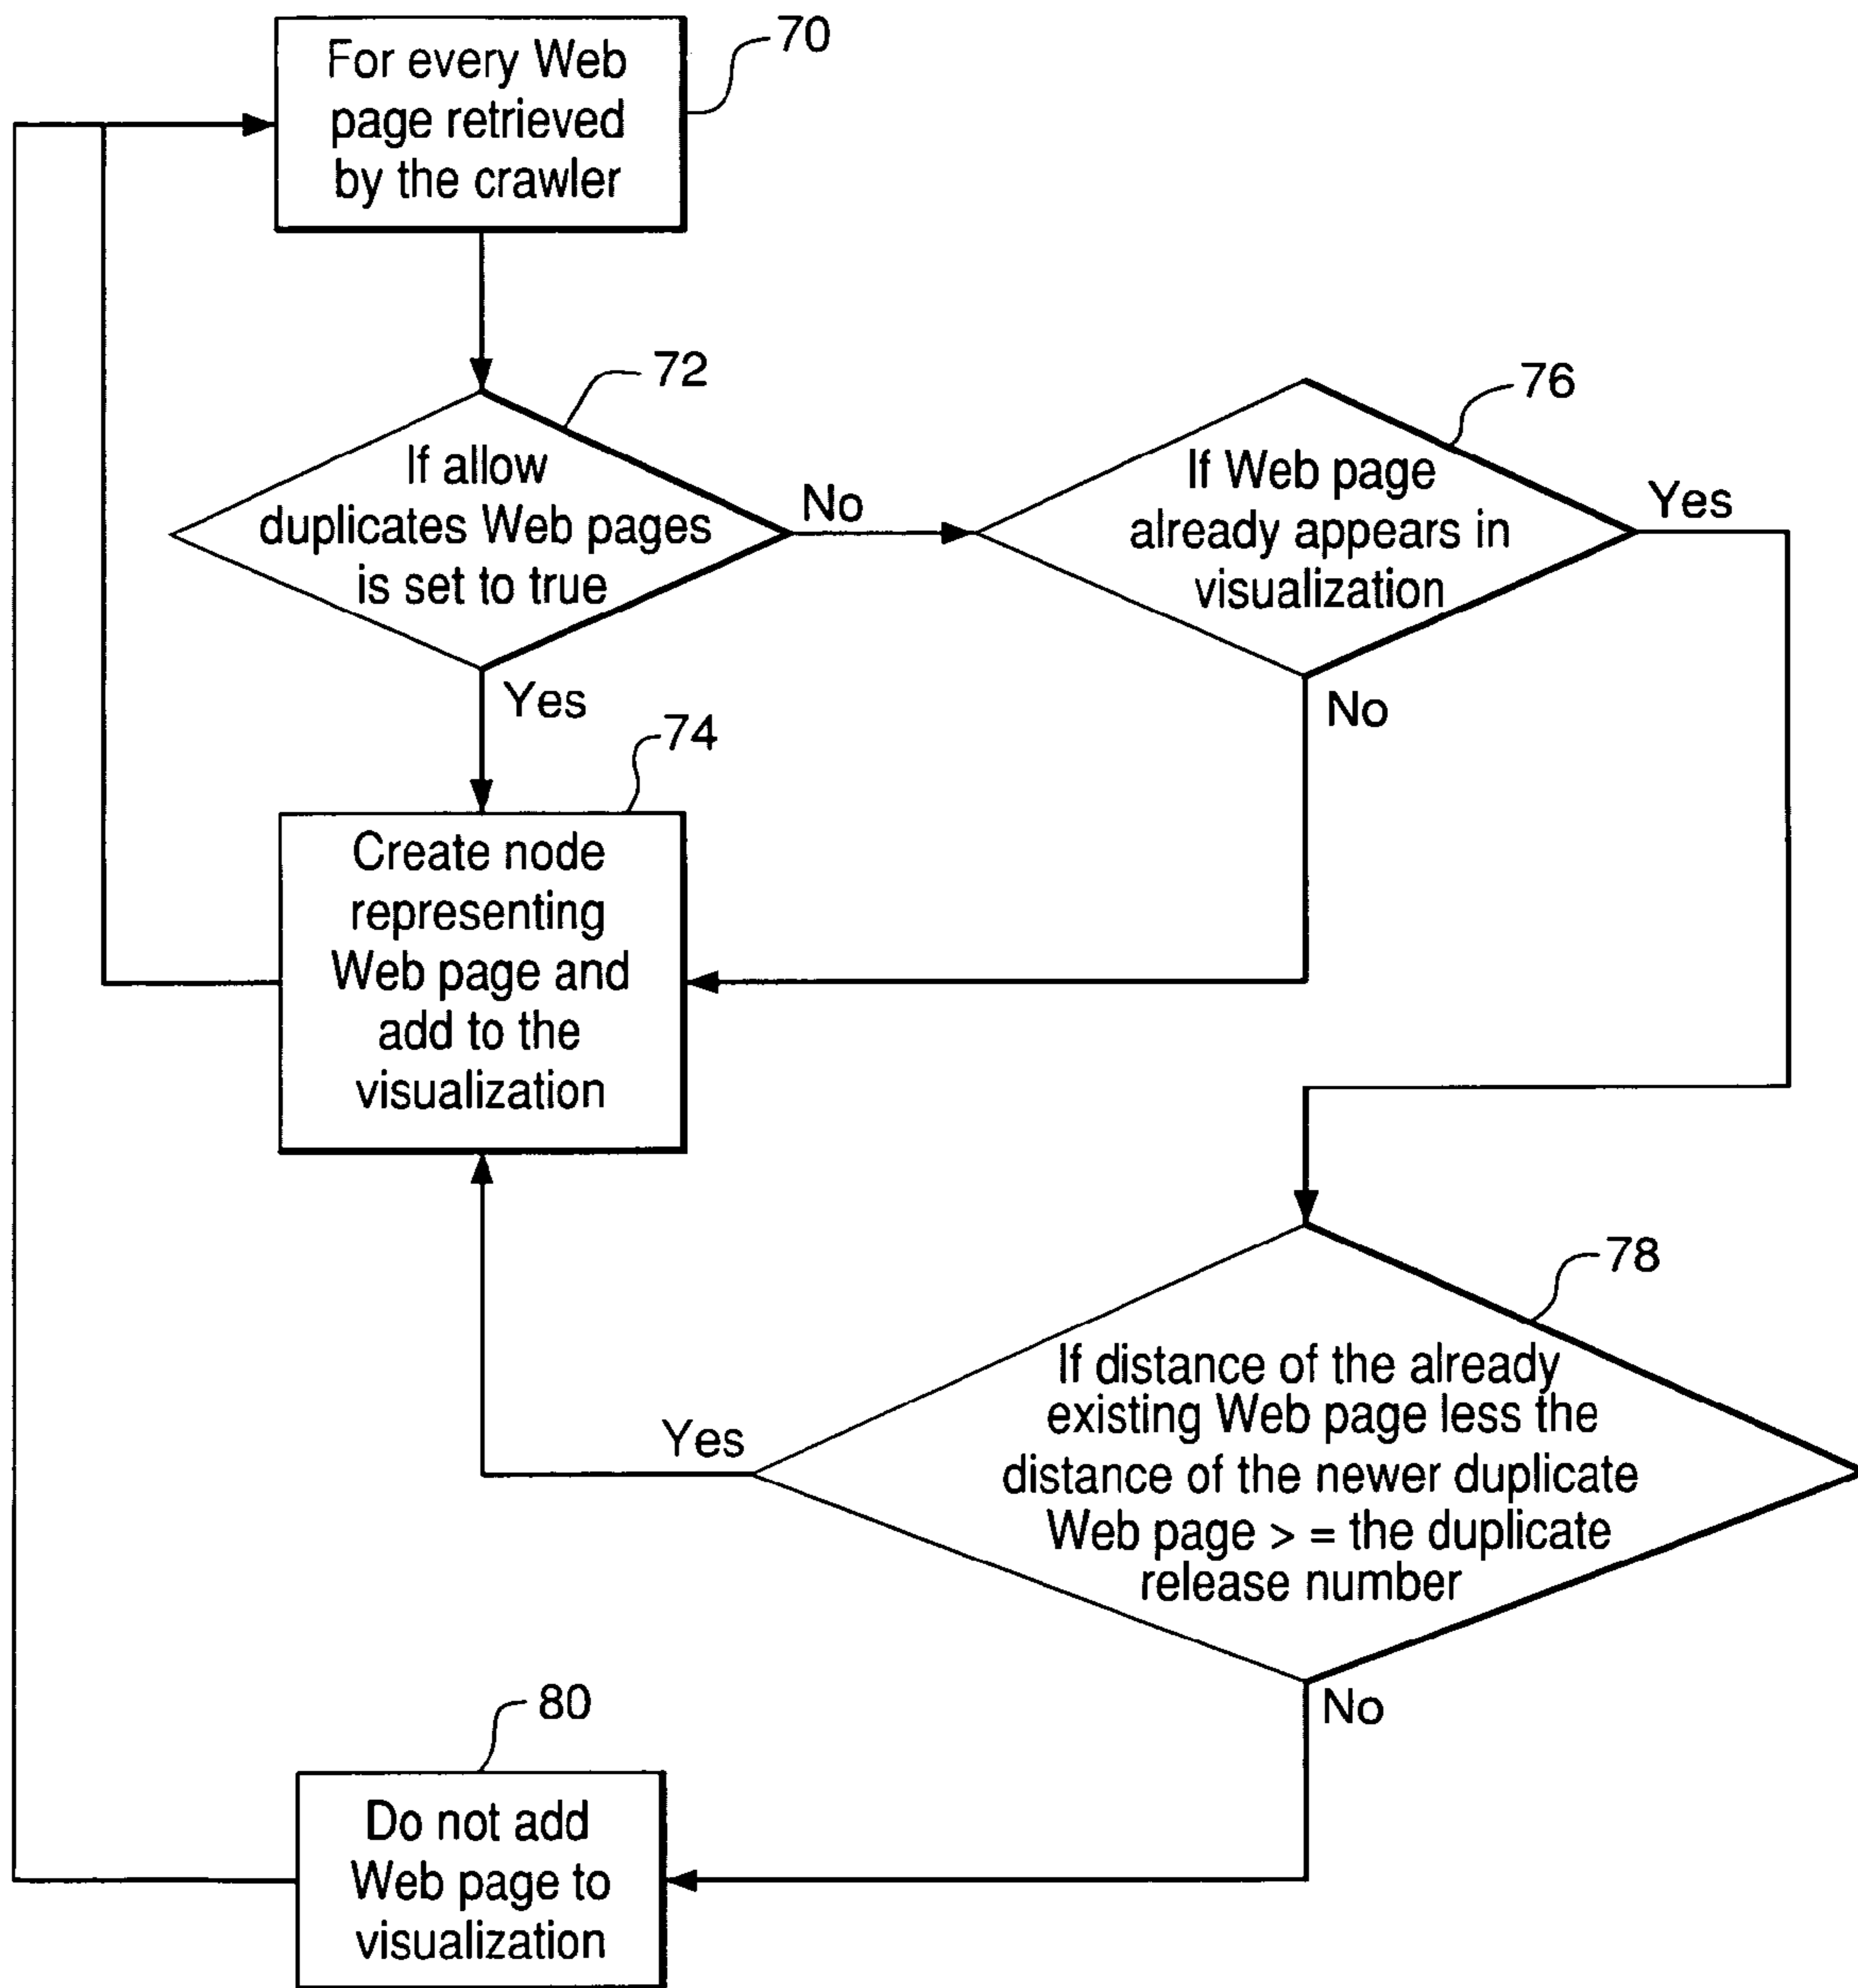 For every Web
page retrieved
by the crawler
70
72
If allow
duplicates Web pages
is set to true
No
Yes
76
If Web page
already appears in
visualization
Yes
No
74
Create node
representing
Web page and
add to the
visualization
78
If distance of the already
existing Web page less the
distance of the newer duplicate
Web page > = the duplicate
release number
Yes
No
80
Do not add
Web page to
visualization